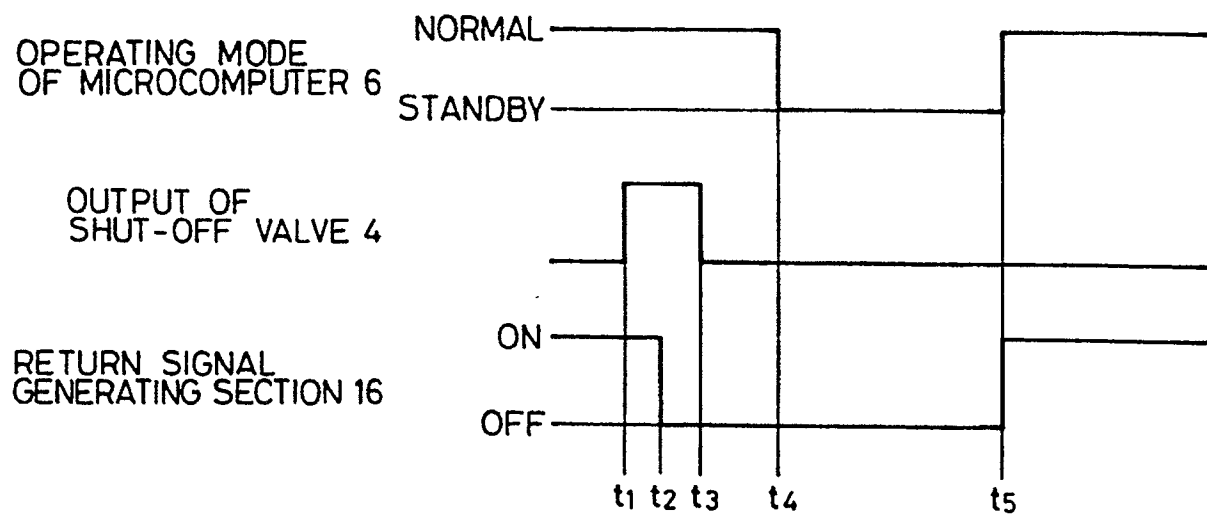 OPERATING MODE
OF MICROCOMPUTER 6
NORMAL
STANDBY
OUTPUT OF
SHUT-OFF VALVE 4
RETURN SIGNAL
GENERATING SECTION 16
ON
OFF
t1 t2 t3 t4 t5